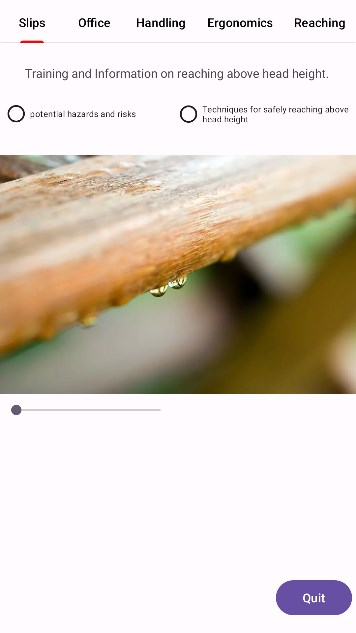 Slips Office Handling Ergonomics Reaching
Training and Information on reaching above head height.
potential hazards and risks
Techniques for safely reaching above
head height
Quit